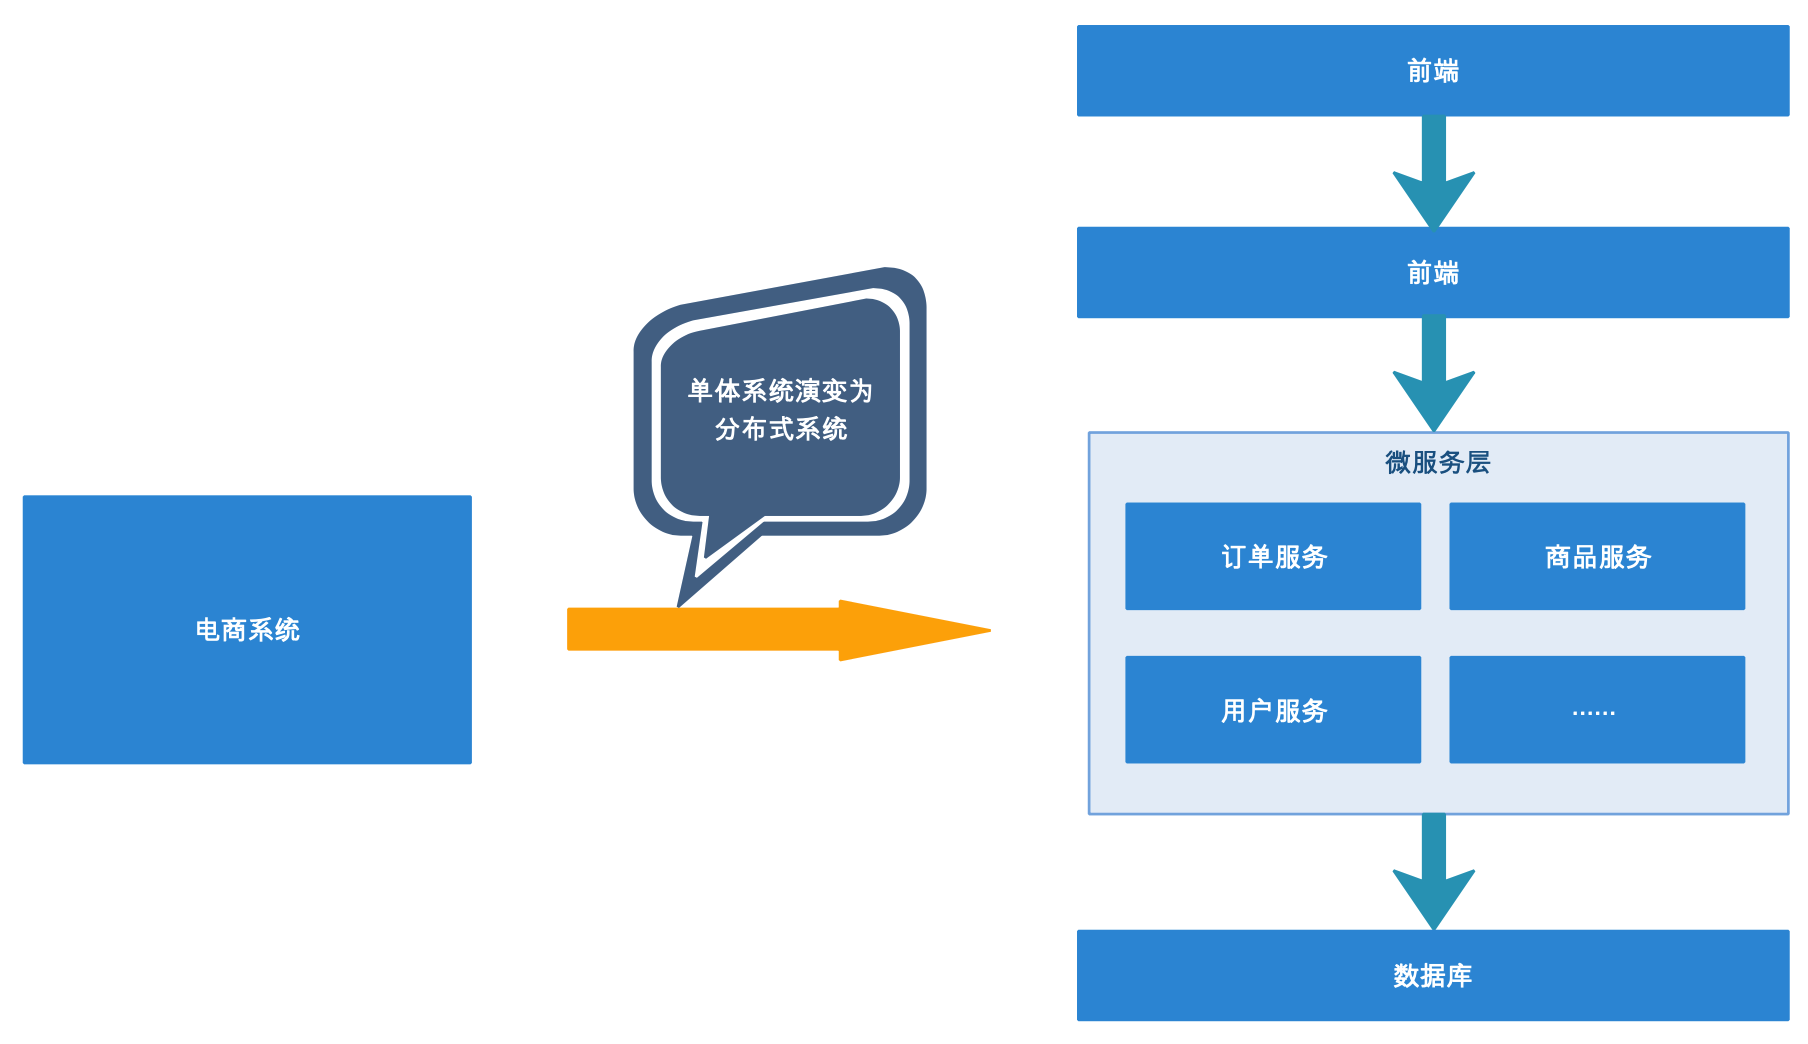 电商系统
单体系统演变为
分布式系统
前端
前端
微服务层
订单服务
商品服务
用户服务
······
数据库